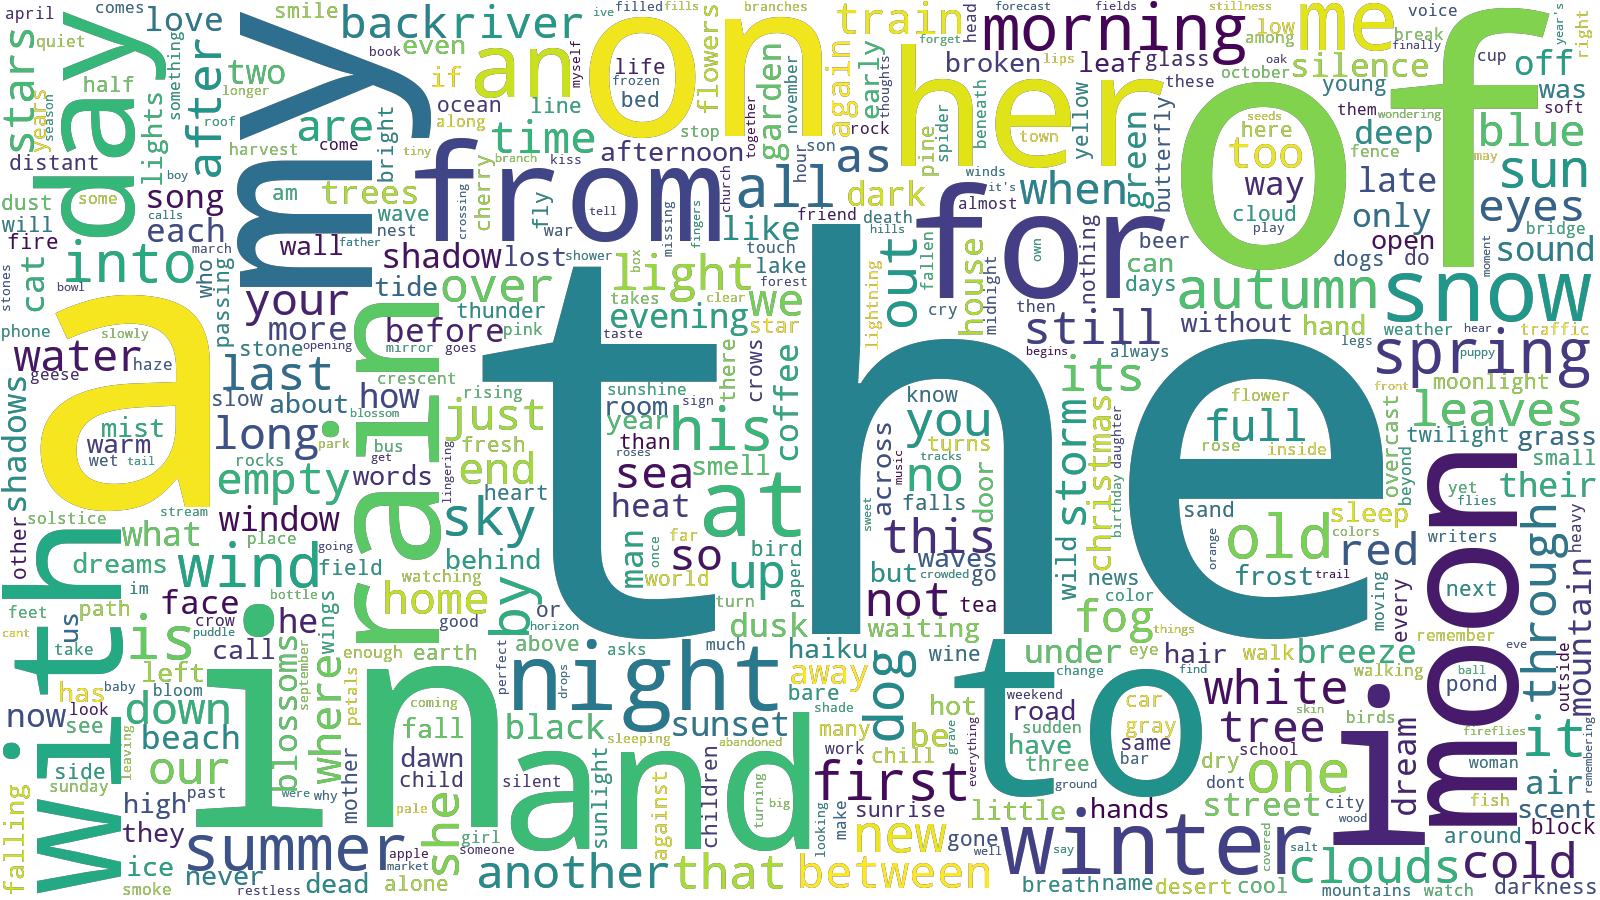 the
of
a
in
to
my
on
and
i
for
her
with
from
moon
rain
an
night
snow
day
winter
at
me
morning
summer
spring
autumn
his
its
sky
wind
all
this
first
old
one
into
is
light
over
your
you
she
it
up
so
no
not
new
white
through
leaves
clouds
cold
silence
blue
sun
eyes
sound
stars
after
love
back
river
are
time
trees
song
each
train
again
early
garden
flowers
afternoon
as
dark
like
when
green
leaf
broken
glass
yellow
butterfly
deep
off
was
soft
late
only
open
do
way
too
here
seeds
cloud
play
town
life
frozen
bed
myself
book
smile
filled
fills
ive
branches
april
quiet
something
years
season
half
two
longer
lights
dust
some
distant
boy
roof
harvest
come
tiny
bright
ocean
along
line
even
if
will
fire
cat
who
march
calls
passing
wall
father
am
wave
nest
shadow
lost
tide
thunder
before
more
water
geese
haze
phone
stones
bowl
slowly
mist
warm
wet
tail
shadows
last
stone
slow
about
long
how
crescent
mirror
goes
opening
blossom
park
bus
get
rocks
words
empty
window
what
place
solstice
stream
dreams
im
field
going
other
path
feet
cant
take
us
face
crow
puddle
he
call
blossoms
where
wings
september
petals
bottle
left
has
baby
look
bloom
down
now
see
beach
side
sunday
leaving
our
past
were
why
mother
high
they
falling
ice
smoke
never
restless
dead
apple
market
alone
girl
someone
another
that
between
against
children
silent
sunlight
sleeping
abandoned
turning
big
black
sunset
fall
coming
dawn
child
pale
enough
earth
good
or
horizon
above
by
behind
home
watching
end
fresh
just
rising
heart
lingering
perfect
drops
asks
much
man
once
world
far
sea
heat
than
roses
room
year
sign
sunshine
evening
we
star
there
crows
coffee
smell
bird
paper
turn
dusk
waiting
haiku
away
bare
shade
many
work
dog
chill
hot
be
grave
everything
wine
tea
go
waves
but
crowded
across
falls
music
sweet
tracks
turns
know
red
frost
trail
full
flower
rose
inside
sand
orange
daughter
birthday
christmas
storm
wild
door
news
color
fog
things
under
eye
change
hair
walk
find
breeze
walking
moving
every
remember
sleep
colors
overcast
beyond
twilight
grass
small
their
yet
flies
writers
heavy
mountain
next
ball
eve
pond
outside
remembering
woman
fireflies
fish
air
scent
around
block
darkness
mountains
watch
salt
covered
cool
desert
name
breath
say
well
gone
sunrise
make
looking
little
hands
street
dry
dont
school
tree
birds
skin
city
wood
dream
car
gray
same
bar
ground
road
weekend
sudden
have
three
out
house
still
nothing
beer
can
days
always
begins
then
own
midnight
cry
fallen
lightning
friend
death
hills
touch
lake
forest
takes
clear
box
taste
pink
shower
missing
fingers
war
tell
fly
cherry
crossing
branch
kiss
stop
church
together
november
hour
son
rock
thoughts
forget
head
forecast
fields
stillness
among
low
voice
break
finally
lips
these
october
oak
young
them
wondering
cup
year's
right
may
fence
bridge
moment
dogs
without
hand
weather
hear
traffic
legs
puppy
front
moonlight
beneath
spider
pine
winds
it's
almost
comes